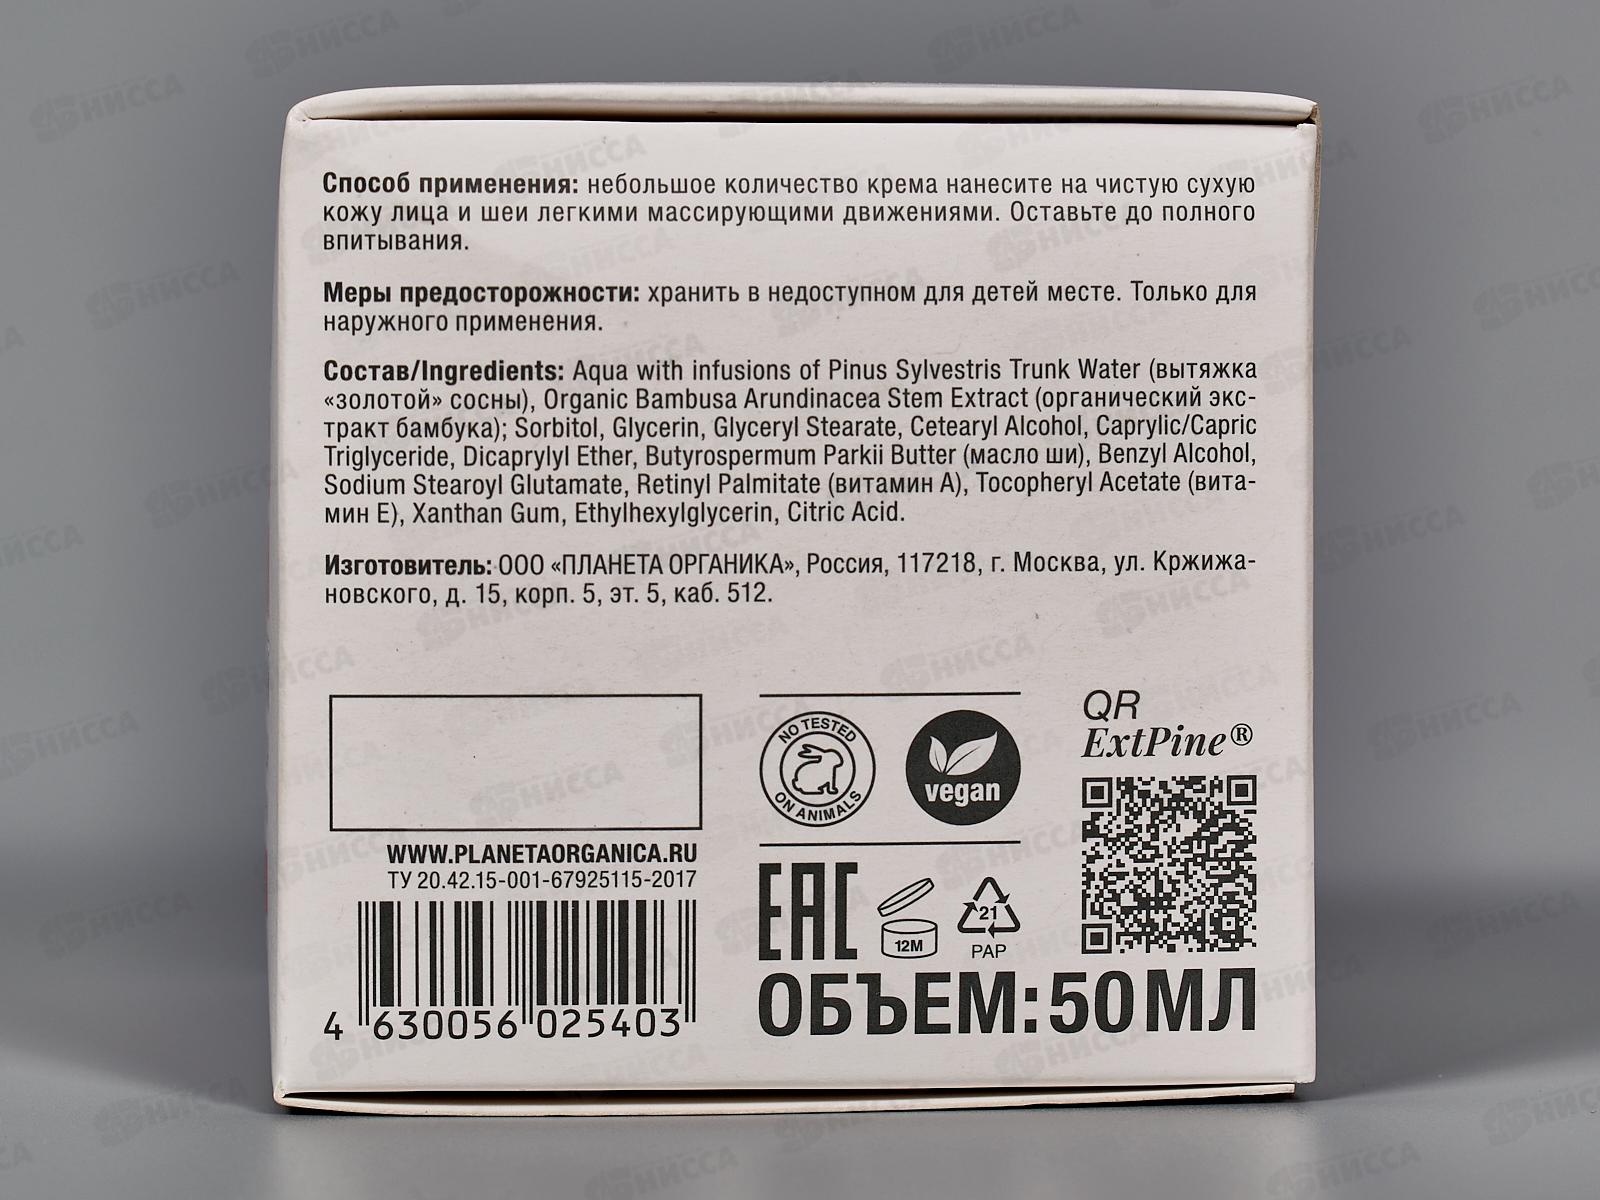 Способ применения: небольшое количество крема нанесите на чистую сухую
кожу лица и шеи легкими массирующими движениями. Оставьте до полного
впитывания.
Меры предосторожности: хранить в недоступном для детей месте. Только для
наружного применения.
Состав/Ingredients: Aqua with infusions of Pinus Sylvestris Trunk Water (вытяжка
«золотой» сосны), Organic Bambusa Arundinacea Stem Extract (органический экс-
тракт бамбука); Sorbitol, Glycerin, Glyceryl Stearate, Cetearyl Alcohol, Caprylic/Capric
Triglyceride, Dicaprylyl Ether, Butyrospermum Parkii Butter (масло ши), Benzyl Alcohol,
Sodium Stearoyl Glutamate, Retinyl Palmitate (витамин А), Tocopheryl Acetate (вита-
мин Е), Xanthan Gum, Ethylhexylglycerin, Citric Acid.
Изготовитель: ООО «ПЛАНЕТА ОРГАНИКА», Россия, 117218, г. Москва, ул. Кржижа-
новского, д. 15, корп. 5, эт. 5, каб. 512.
NO TESTED
ON ANIMALS
vegan
QR
ExtPine®
WWW.PLANETAORGANICA.RU
ТУ 20.42.15-001-67925115-2017
4 630056 025403
EAC
12M
21
PAP
ОБЪЕМ: 50 МЛ
НИССА